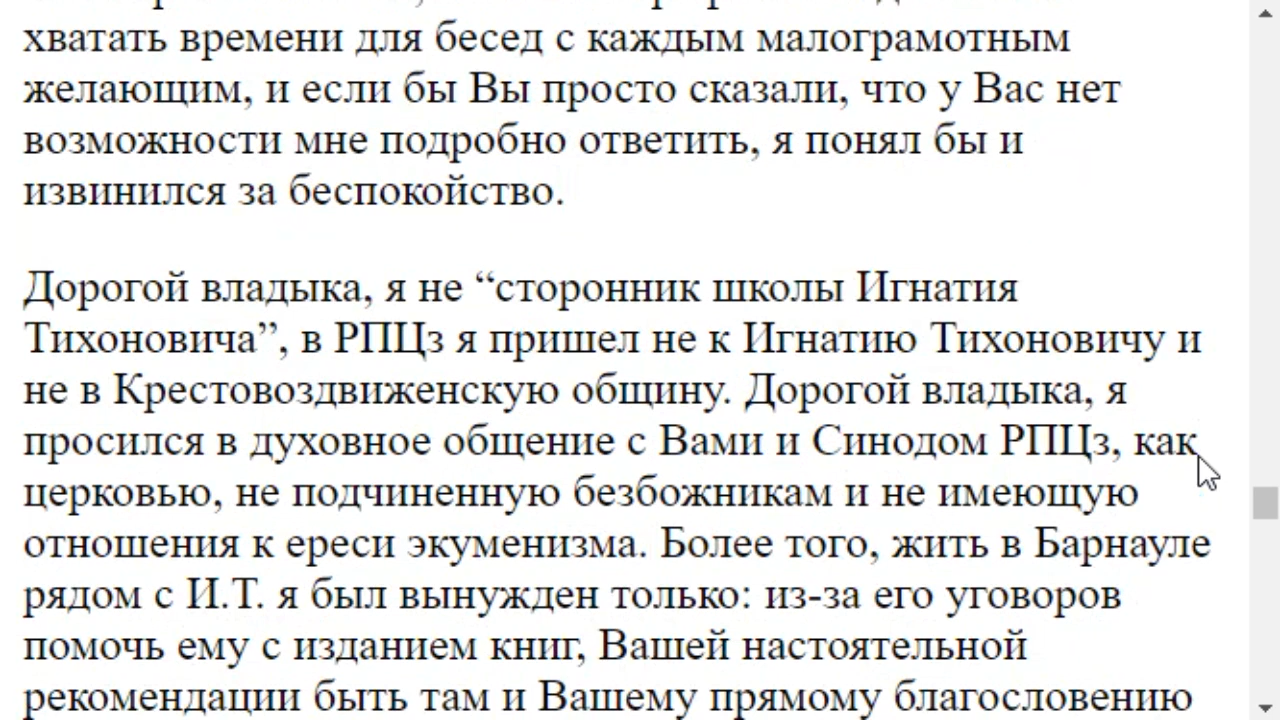 хватать времени для бесед с каждым малограмотным
желающим, и если бы Вы просто сказали, что у Вас нет
возможности мне подробно ответить, я понял бы и
извинился за беспокойство.
Дорогой владыка, я не “сторонник школы Игнатия
Тихоновича”, в РПЦз я пришел не к Игнатию Тихоновичу и
не в Крестовоздвиженскую общину. Дорогой владыка, я
просился в духовное общение с Вами и Синодом РПЦз, как
церковью, не подчиненную безбожникам и не имеющую
отношения к ереси экуменизма. Более того, жить в Барнауле
рядом с И.Т. я был вынужден только: из-за его уговоров
помочь ему с изданием книг, Вашей настоятельной
рекомендации быть там и Вашему прямому благословению